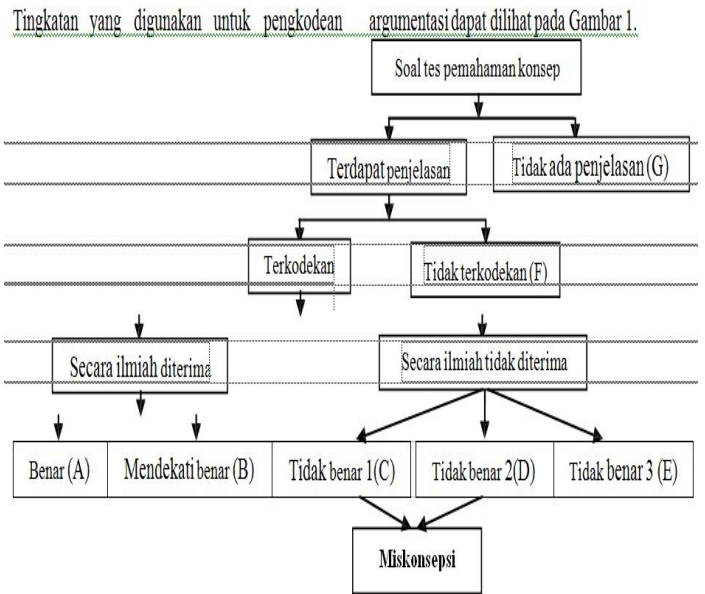 Tingkatan yang digunakan untuk pengkodean argumentasi dapat dilihat pada Gambar 1.
Soal tes pemahaman konsep
Terdapat penjelasan
Tidak ada penjelasan (G)
Terkodekan
Tidak terkodekan (F)
Secara ilmiah diterima
Secara ilmiah tidak diterima
Benar (A)
Mendekati benar (B)
Tidak benar 1(C)
Tidak benar 2(D)
Tidak benar 3 (E)
Miskonsepsi